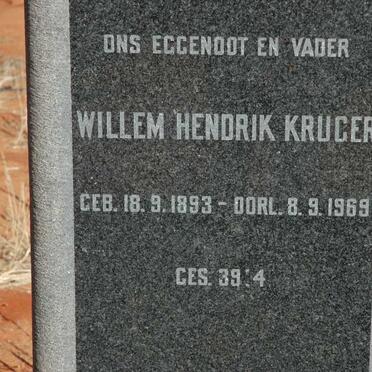 ONS EGGENOOT EN VADER
WILLEM HENDRIK KRUGER
GEB. 18. 9. 1893 - OORL. 8. 9. 1969
GES. 39:4